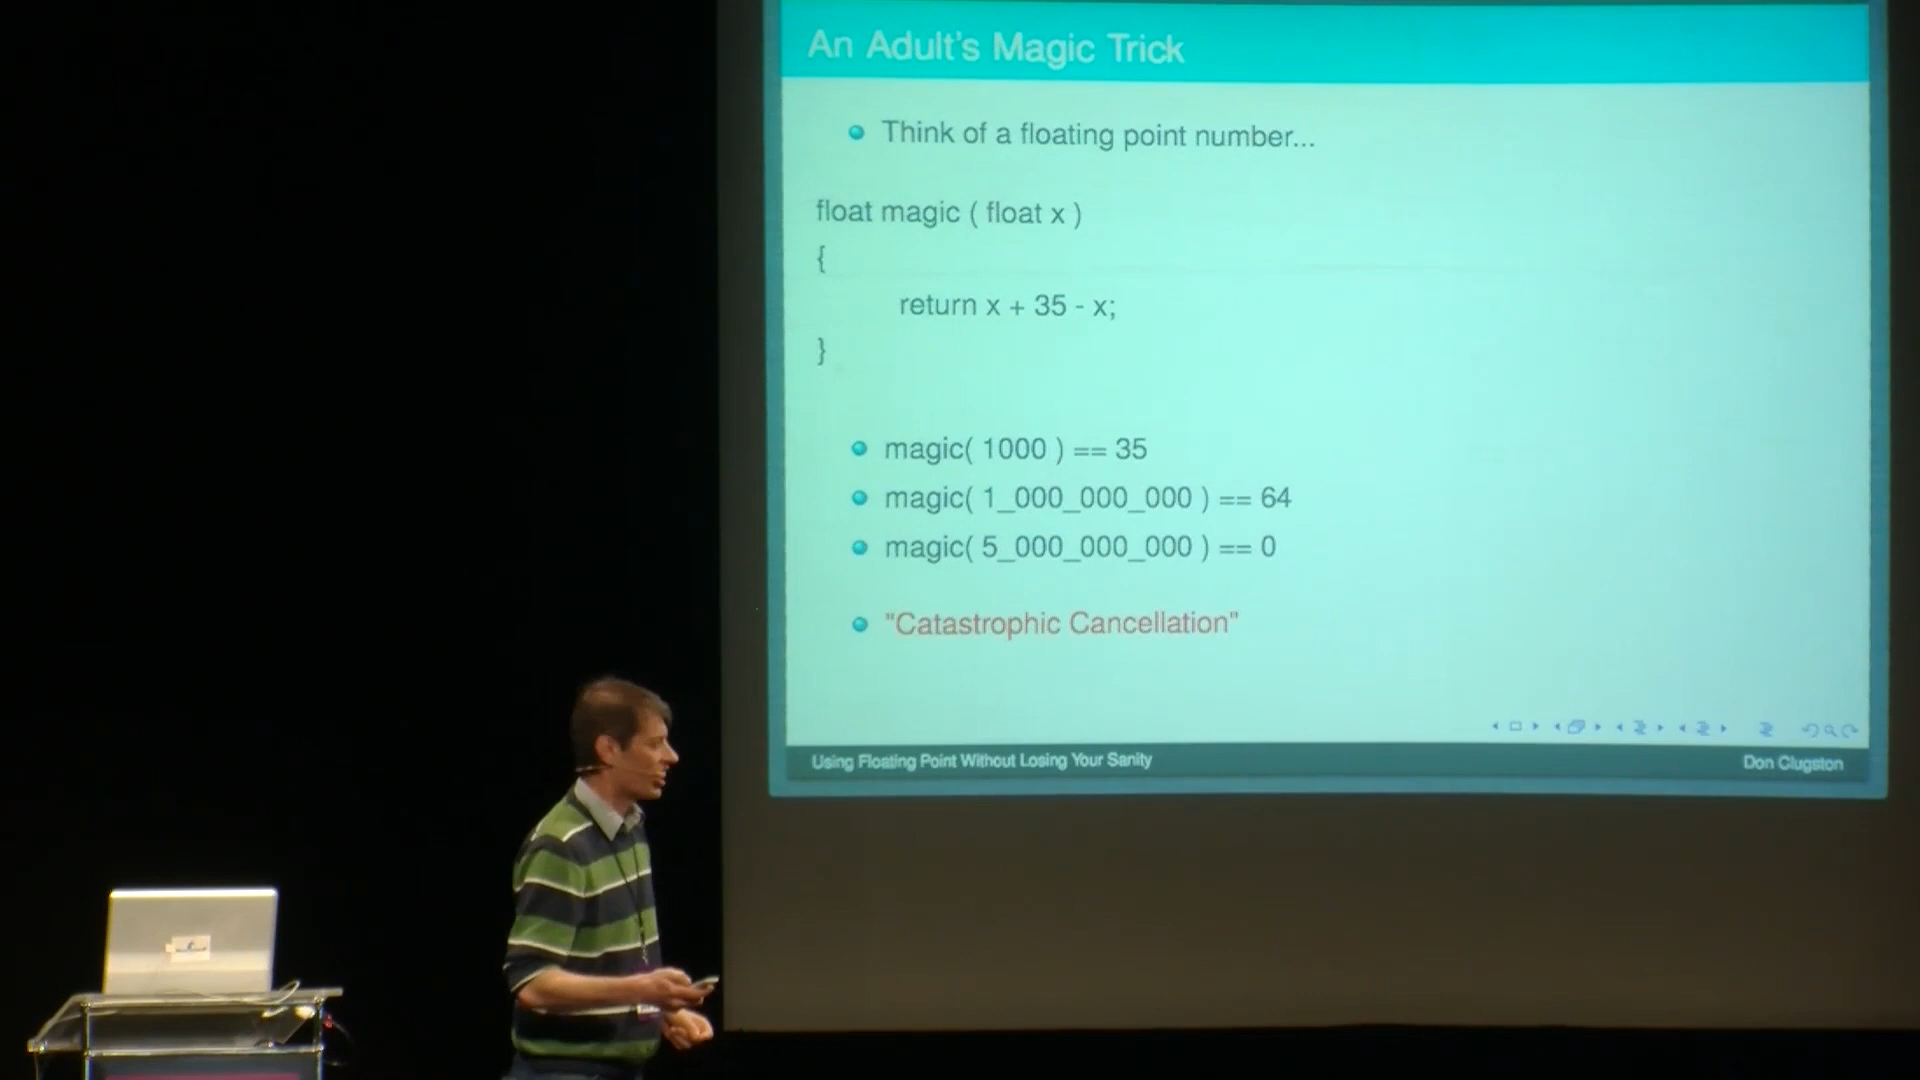 An Adult's Magic Trick
Think of a floating point number...
float magic ( float x )
{
return x + 35 - x;
}
magic( 1000 ) == 35
magic( 1_000_000_000 ) == 64
magic( 5_000_000_000 ) == 0
"Catastrophic Cancellation"
Using Floating Point Without Losing Your Sanity
Don Clugston